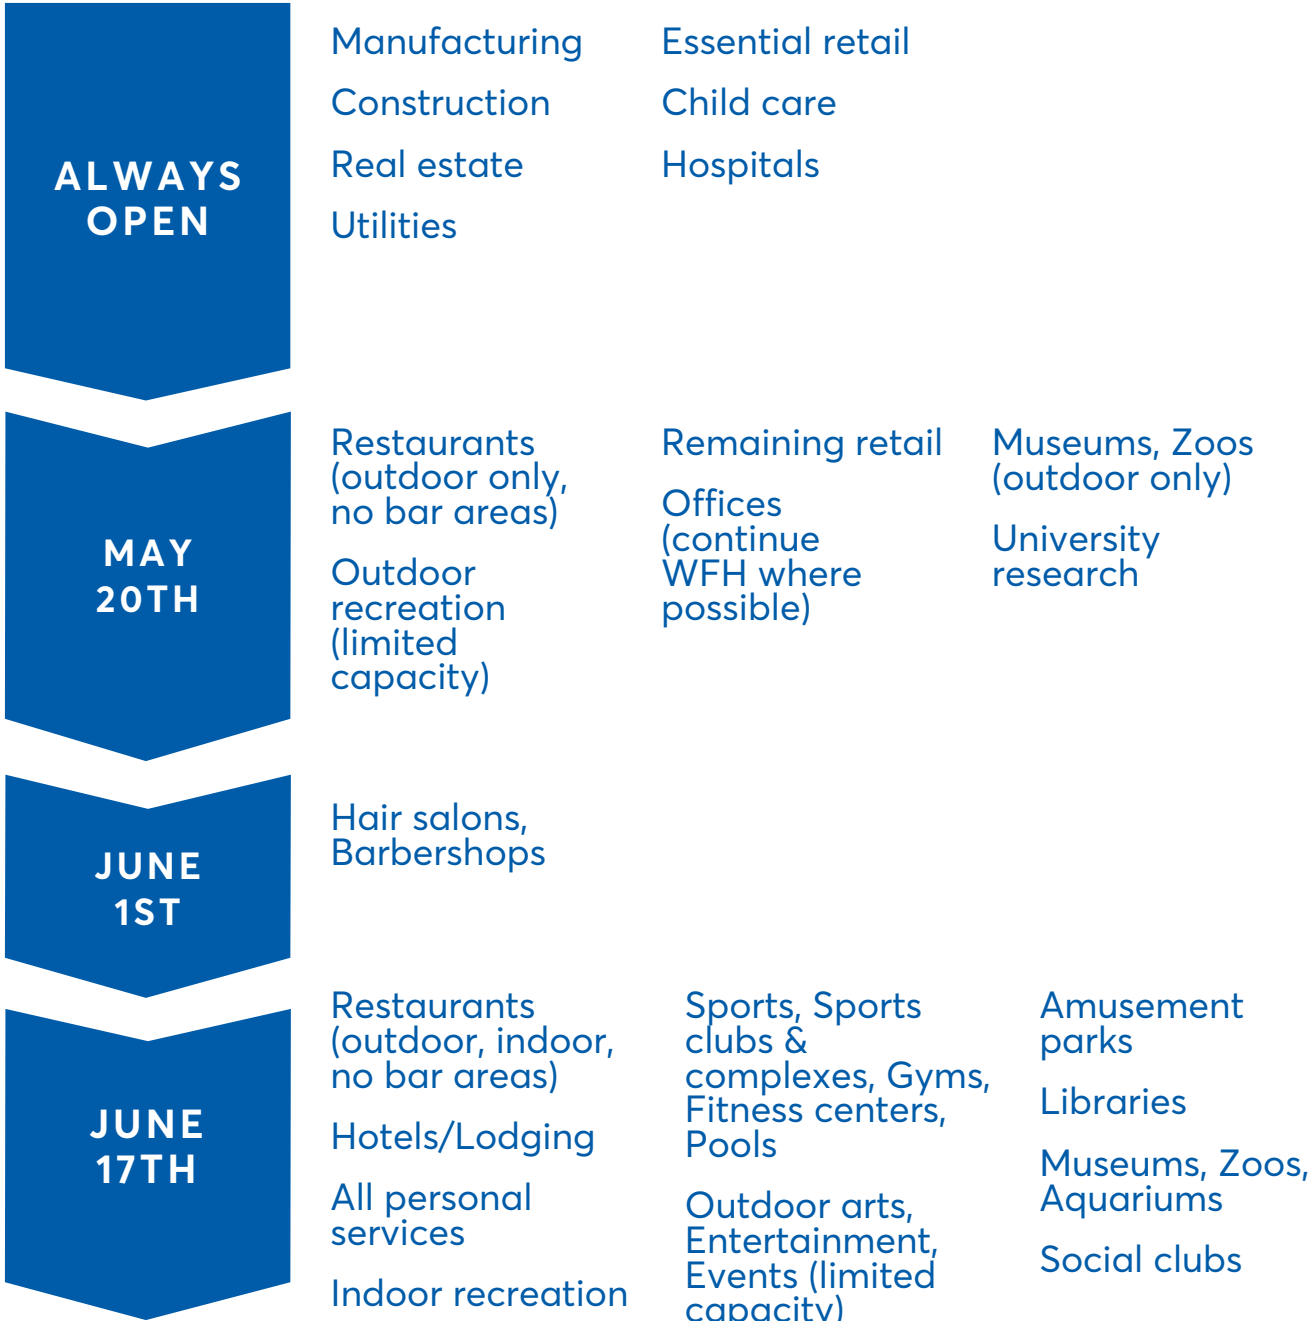 ALWAYS
OPEN
Manufacturing
Construction
Real estate
Utilities
Essential retail
Child care
Hospitals
MAY
20TH
Restaurants
(outdoor only,
no bar areas)
Outdoor
recreation
(limited
capacity)
Remaining retail
Offices
(continue
WFH where
possible)
Museums, Zoos
(outdoor only)
University
research
JUNE
1ST
Hair salons,
Barbershops
JUNE
17TH
Restaurants
(outdoor, indoor,
no bar areas)
Hotels/Lodging
All personal
services
Indoor recreation
Sports, Sports
clubs &
complexes, Gyms,
Fitness centers,
Pools
Outdoor arts,
Entertainment,
Events (limited
capacity)
Amusement
parks
Libraries
Museums, Zoos,
Aquariums
Social clubs